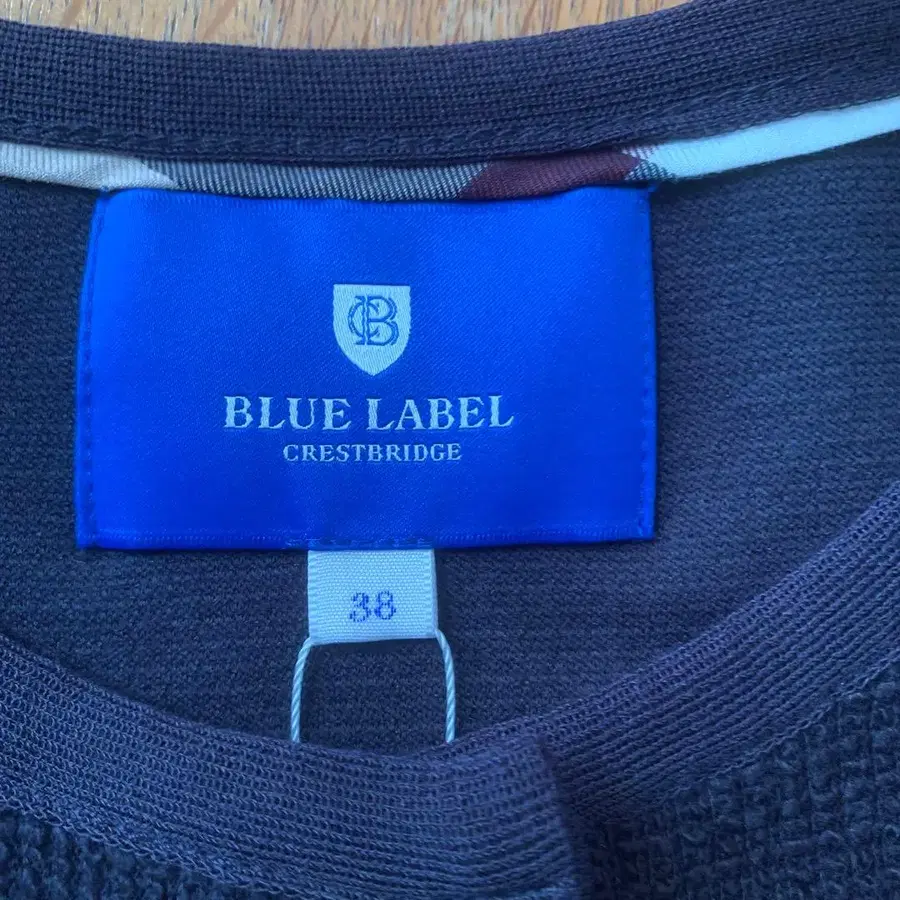 CB
BLUE LABEL
CRESTBRIDGE
38